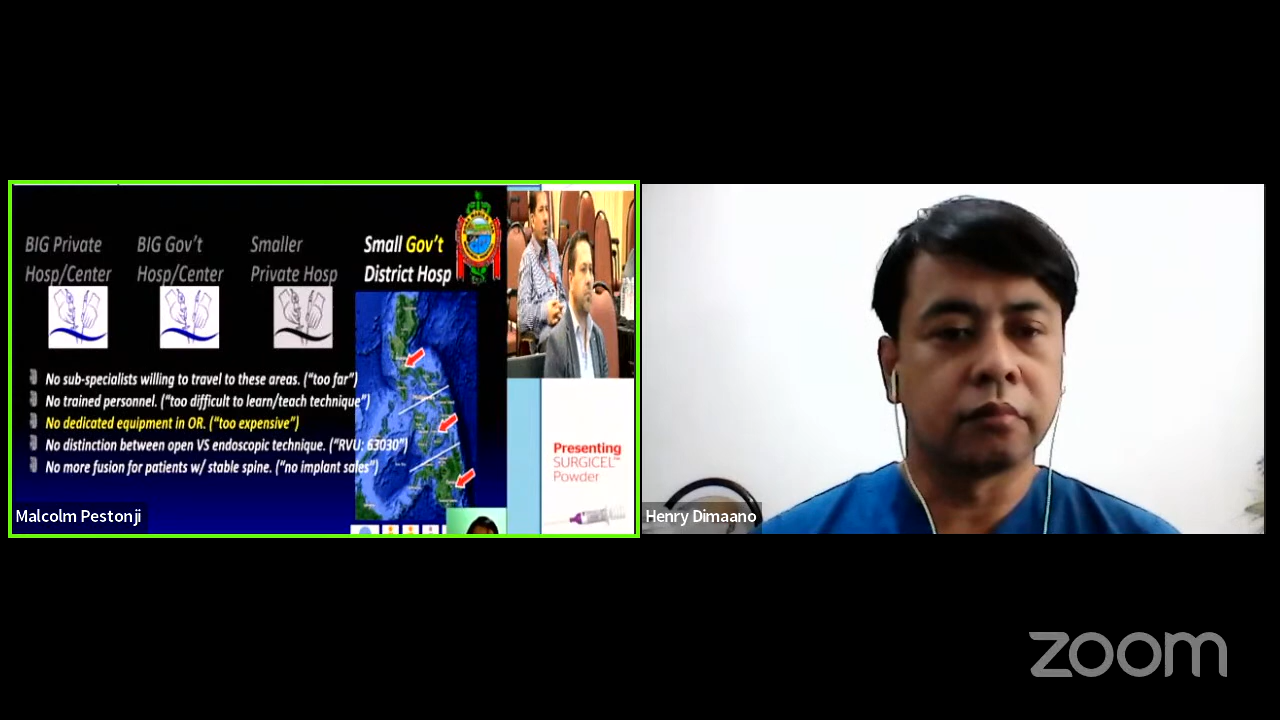 BIG Private
Hosp/Center
BIG Gov't
Hosp/Center
Smaller
Private Hosp
Small Gov't
District Hosp
No sub-specialists willing to travel to these areas. ("too far")
No trained personnel. ("too difficult to learn/teach technique")
No dedicated equipment in OR. ("too expensive")
No distinction between open VS endoscopic technique. ("RVU: 63030")
No more fusion for patients w/ stable spine. ("no implant sales")
Presenting
SURGICEL™
Powder
Malcolm Pestonji
Henry Dimaano
zoom